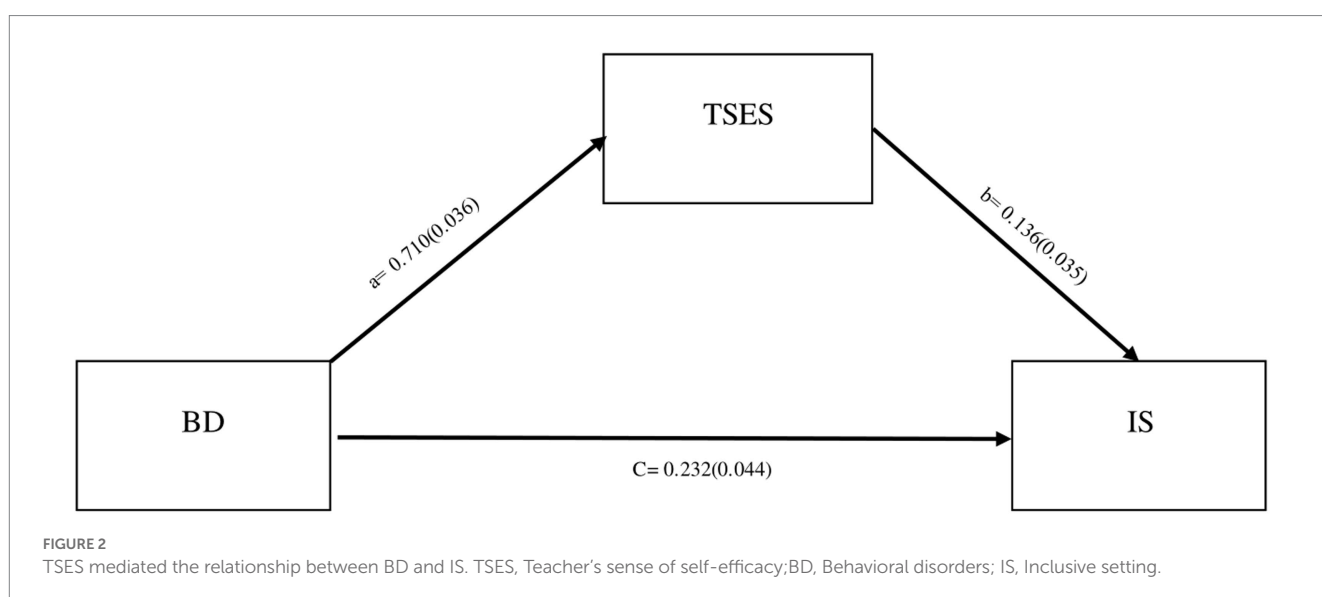 TSES
a= 0.710(0.036)
b= 0.136(0.035)
BD
IS
C= 0.232(0.044)
FIGURE 2
TSES mediated the relationship between BD and IS. TSES, Teacher's sense of self-efficacy;BD, Behavioral disorders; IS, Inclusive setting.